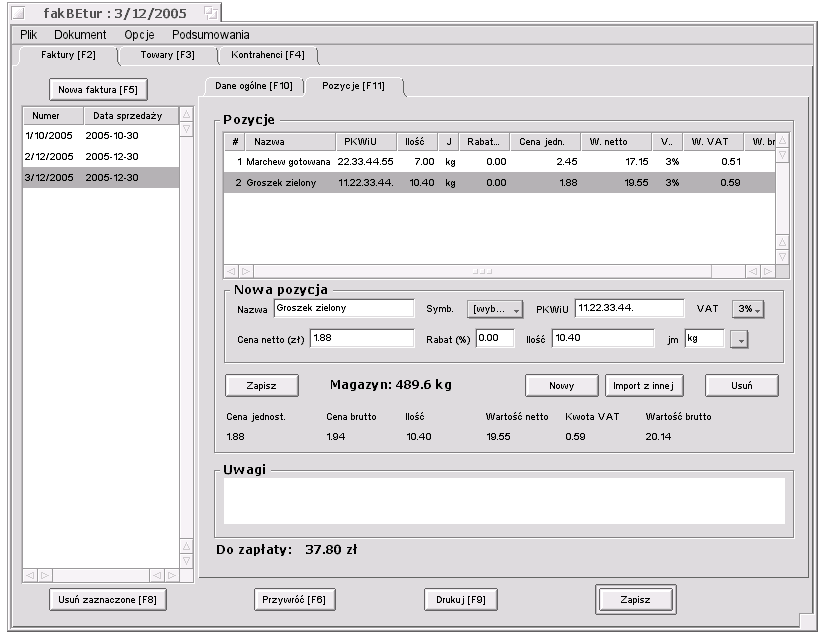 fakBEtur : 3/12/2005
Plik Dokument Opcje Podsumowania
Faktury [F2] Towary [F3] Kontrahenci [F4]
Nowa faktura [F5]
Numer Data sprzedaży
1/10/2005 2005-10-30
2/12/2005 2005-12-30
3/12/2005 2005-12-30
Dane ogólne [F10] Pozycje [F11]
Pozycje
# Nazwa PKWiU Ilość J Rabat... Cena jedn. W. netto V.. W. VAT W. br
1 Marchew gotowana 22.33.44.55 7.00 kg 0.00 2.45 17.15 3% 0.51
2 Groszek zielony 11.22.33.44. 10.40 kg 0.00 1.88 19.55 3% 0.59
Nowa pozycja
Nazwa Groszek zielony Symb. [wyb... PKWiU 11.22.33.44. VAT 3%
Cena netto (zł) 1.88 Rabat (%) 0.00 Ilość 10.40 jm kg
Zapisz Magazyn: 489.6 kg Nowy Import z innej Usuń
Cena jednost. Cena brutto Ilość Wartość netto Kwota VAT Wartość brutto
1.88 1.94 10.40 19.55 0.59 20.14
Uwagi
Do zapłaty: 37.80 zł
Usuń zaznaczone [F8] Przywróć [F6] Drukuj [F9] Zapisz